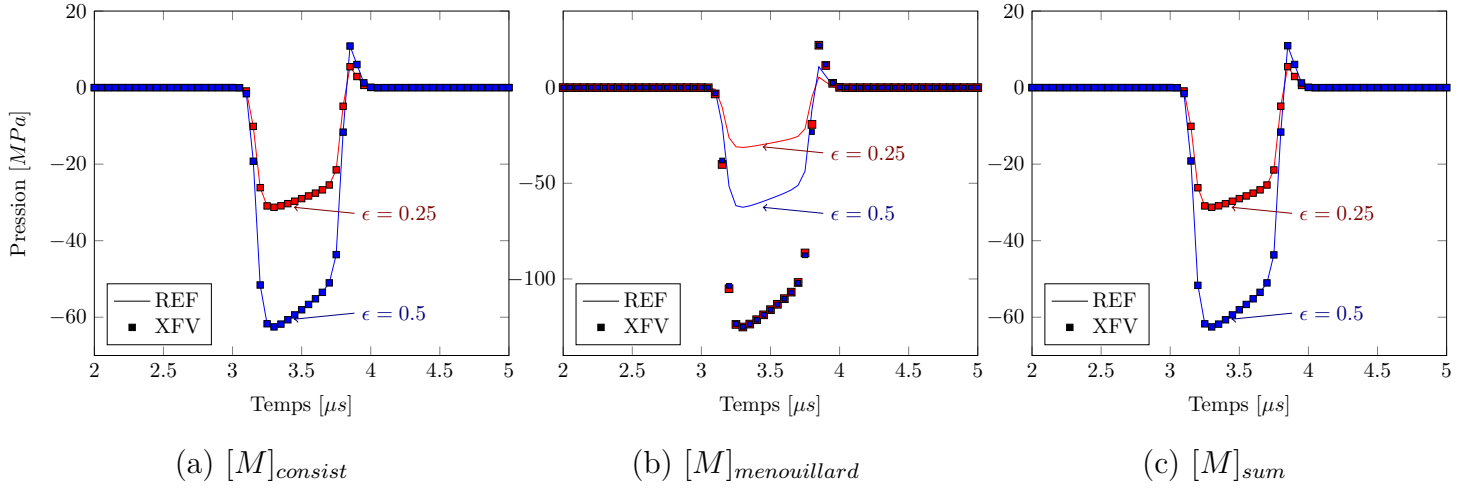 Pression [MPa]
20
0
−20
−40
−60
2 2.5 3 3.5 4 4.5 5
Temps [μs]
ϵ = 0.25
ϵ = 0.5
REF
XFV
(a) [M]consist
0
−50
−100
2 2.5 3 3.5 4 4.5 5
Temps [μs]
ϵ = 0.25
ϵ = 0.5
REF
XFV
(b) [M]menouillard
20
0
−20
−40
−60
2 2.5 3 3.5 4 4.5 5
Temps [μs]
ϵ = 0.25
ϵ = 0.5
REF
XFV
(c) [M]sum